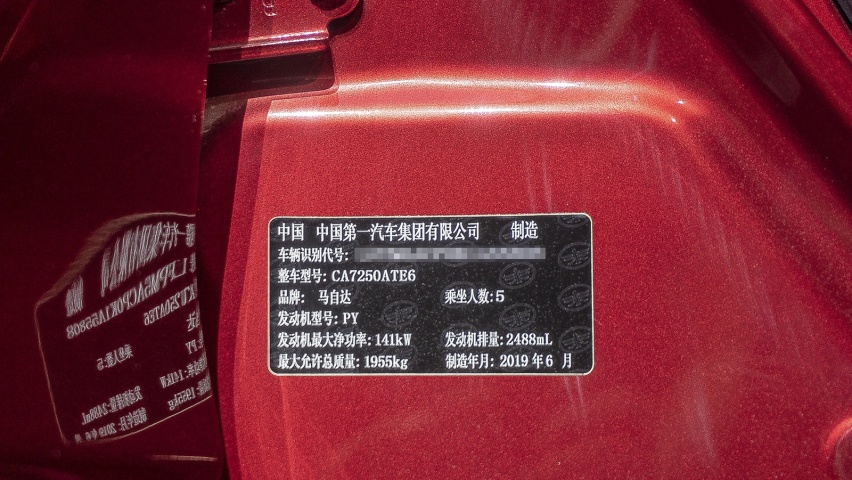 中国 中国第一汽车集团有限公司 制造
车辆识别代号:
整车型号: CA7250ATE6
品牌: 马自达 乘坐人数: 5
发动机型号: PY
发动机最大净功率: 141kW 发动机排量: 2488mL
最大允许总质量: 1955kg 制造年月: 2019 年 6 月